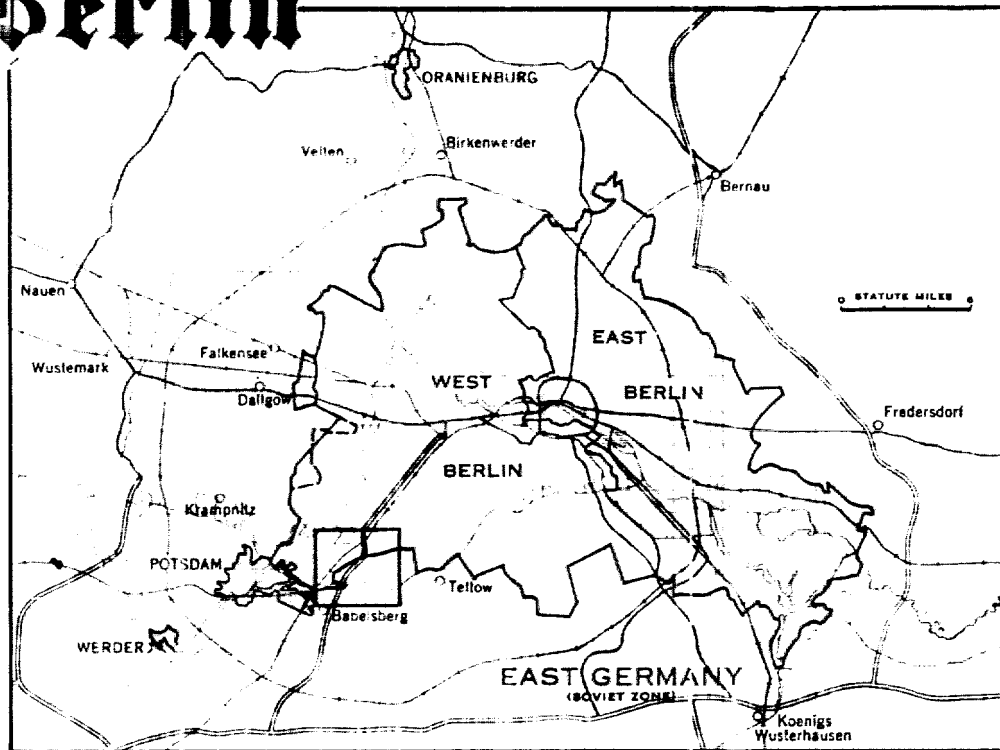 Berlin
ORANIENBURG
Velten
Birkenwerder
Bernau
Nauen
STATUTE MILES
EAST
Falkensee
Wustemark
WEST
BERLIN
Dallgow
Fredersdorf
BERLIN
Krampnitz
POTSDAM
Teltow
Babelsberg
WERDER
EAST GERMANY
(SOVIET ZONE)
Koenigs
Wusterhausen